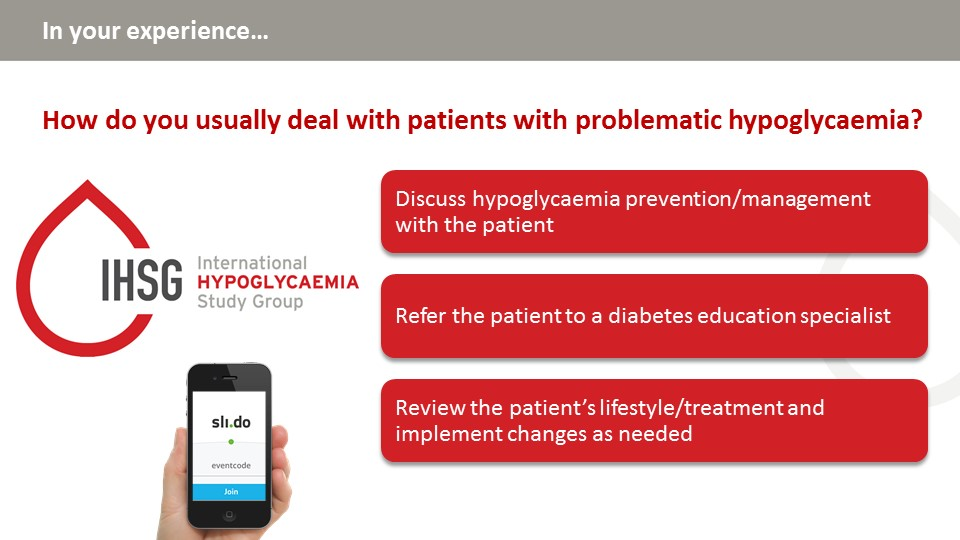 In your experience…
How do you usually deal with patients with problematic hypoglycaemia?
IHSG
International
HYPOGLYCAEMIA
Study Group
Discuss hypoglycaemia prevention/management
with the patient
Refer the patient to a diabetes education specialist
Review the patient’s lifestyle/treatment and
implement changes as needed
sli.do
eventcode
Join